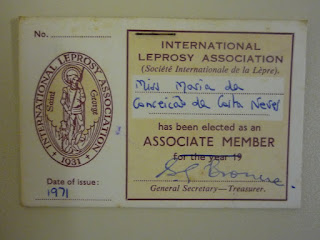 No.
INTERNATIONAL LEPROSY ASSOCIATION
Saint George
1931
Date of issue:
1971
INTERNATIONAL
LEPROSY ASSOCIATION
(Société Internationale de la Lèpre).
Miss Maria da
Conceição da Costa Neves
has been elected as an
ASSOCIATE MEMBER
for the year 19
General Secretary—Treasurer.